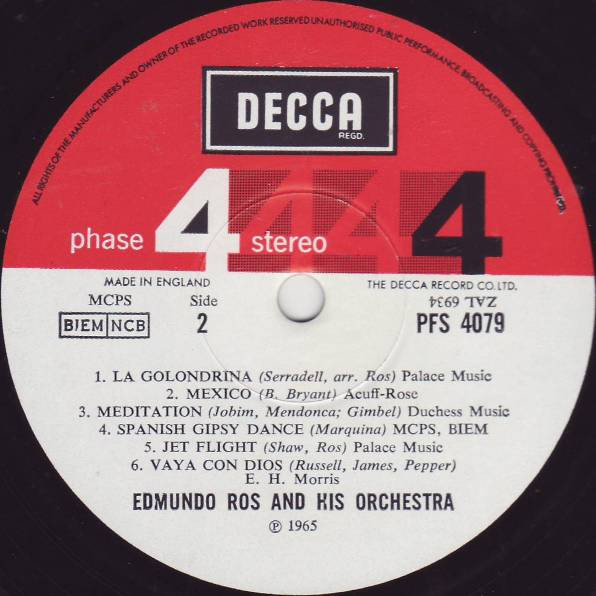 ALL RIGHTS OF THE MANUFACTURERS AND OWNER OF THE RECORDED WORK RESERVED UNAUTHORISED PUBLIC PERFORMANCE, BROADCASTING AND COPYING PROHIBITED
DECCA
REGD.
phase 4 stereo 4
MADE IN ENGLAND
THE DECCA RECORD CO. LTD.
MCPS
Side
ZAL 6934
BIEM NCB
2
PFS 4079
1. LA GOLONDRINA (Serradell, arr. Ros) Palace Music
2. MEXICO (B. Bryant) Acuff-Rose
3. MEDITATION (Jobim, Mendonca; Gimbel) Duchess Music
4. SPANISH GIPSY DANCE (Marquina) MCPS, BIEM
5. JET FLIGHT (Shaw, Ros) Palace Music
6. VAYA CON DIOS (Russell, James, Pepper)
E. H. Morris
EDMUNDO ROS AND HIS ORCHESTRA
℗ 1965